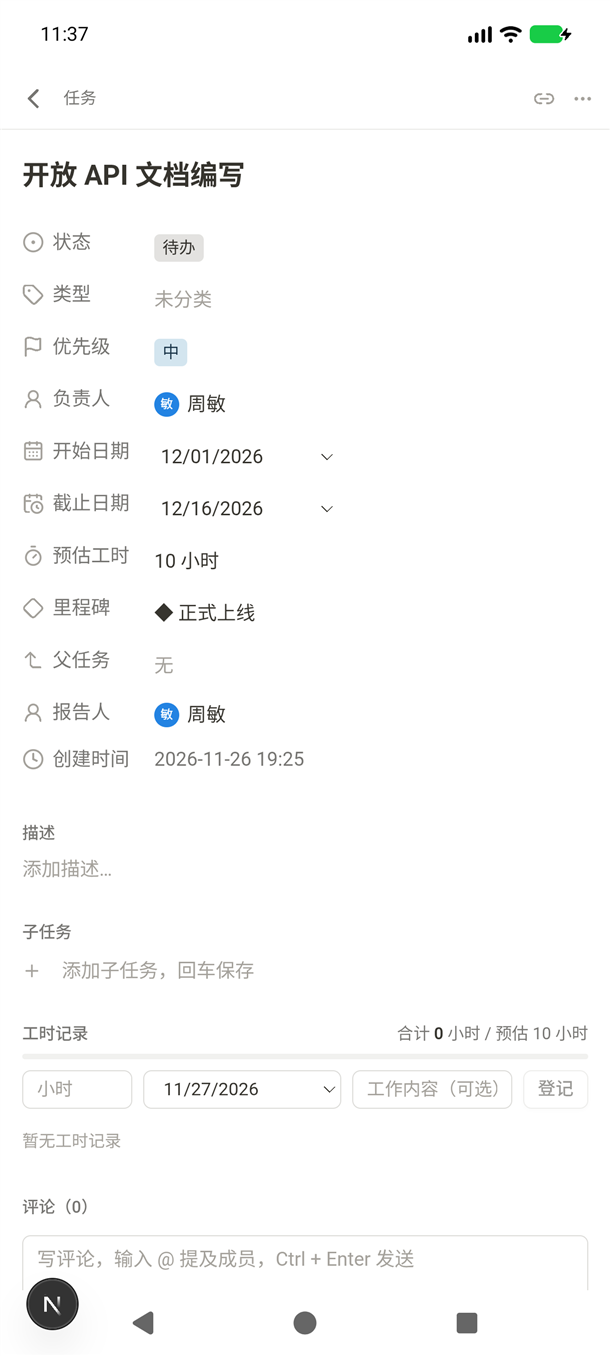 11:37
任务
开放 API 文档编写
状态 待办
类型 未分类
优先级 中
负责人 敏 周敏
开始日期 12/01/2026
截止日期 12/16/2026
预估工时 10 小时
里程碑 ◆ 正式上线
父任务 无
报告人 敏 周敏
创建时间 2026-11-26 19:25
描述
添加描述...
子任务
+ 添加子任务，回车保存
工时记录 合计 0 小时 / 预估 10 小时
小时 11/27/2026 工作内容（可选） 登记
暂无工时记录
评论（0）
写评论，输入 @ 提及成员，Ctrl + Enter 发送
N